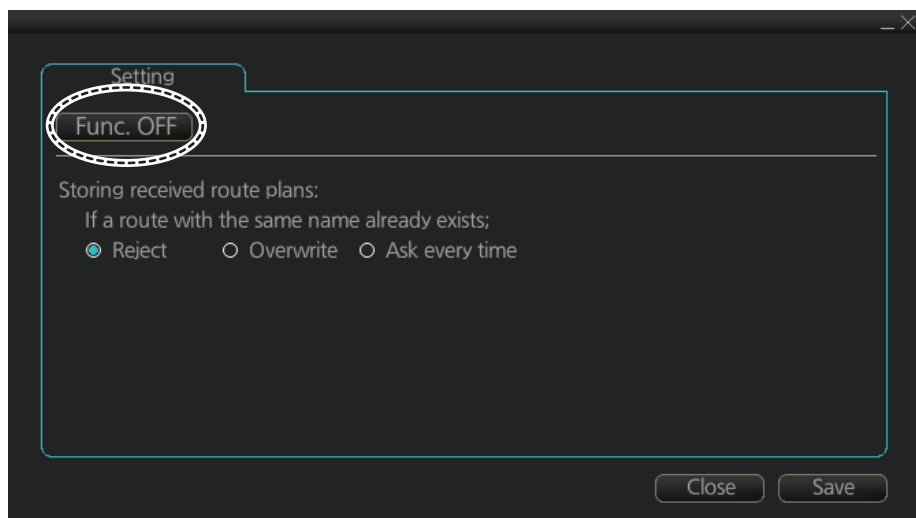 Setting
Func. OFF
Storing received route plans:
If a route with the same name already exists;
Reject Overwrite Ask every time
Close Save